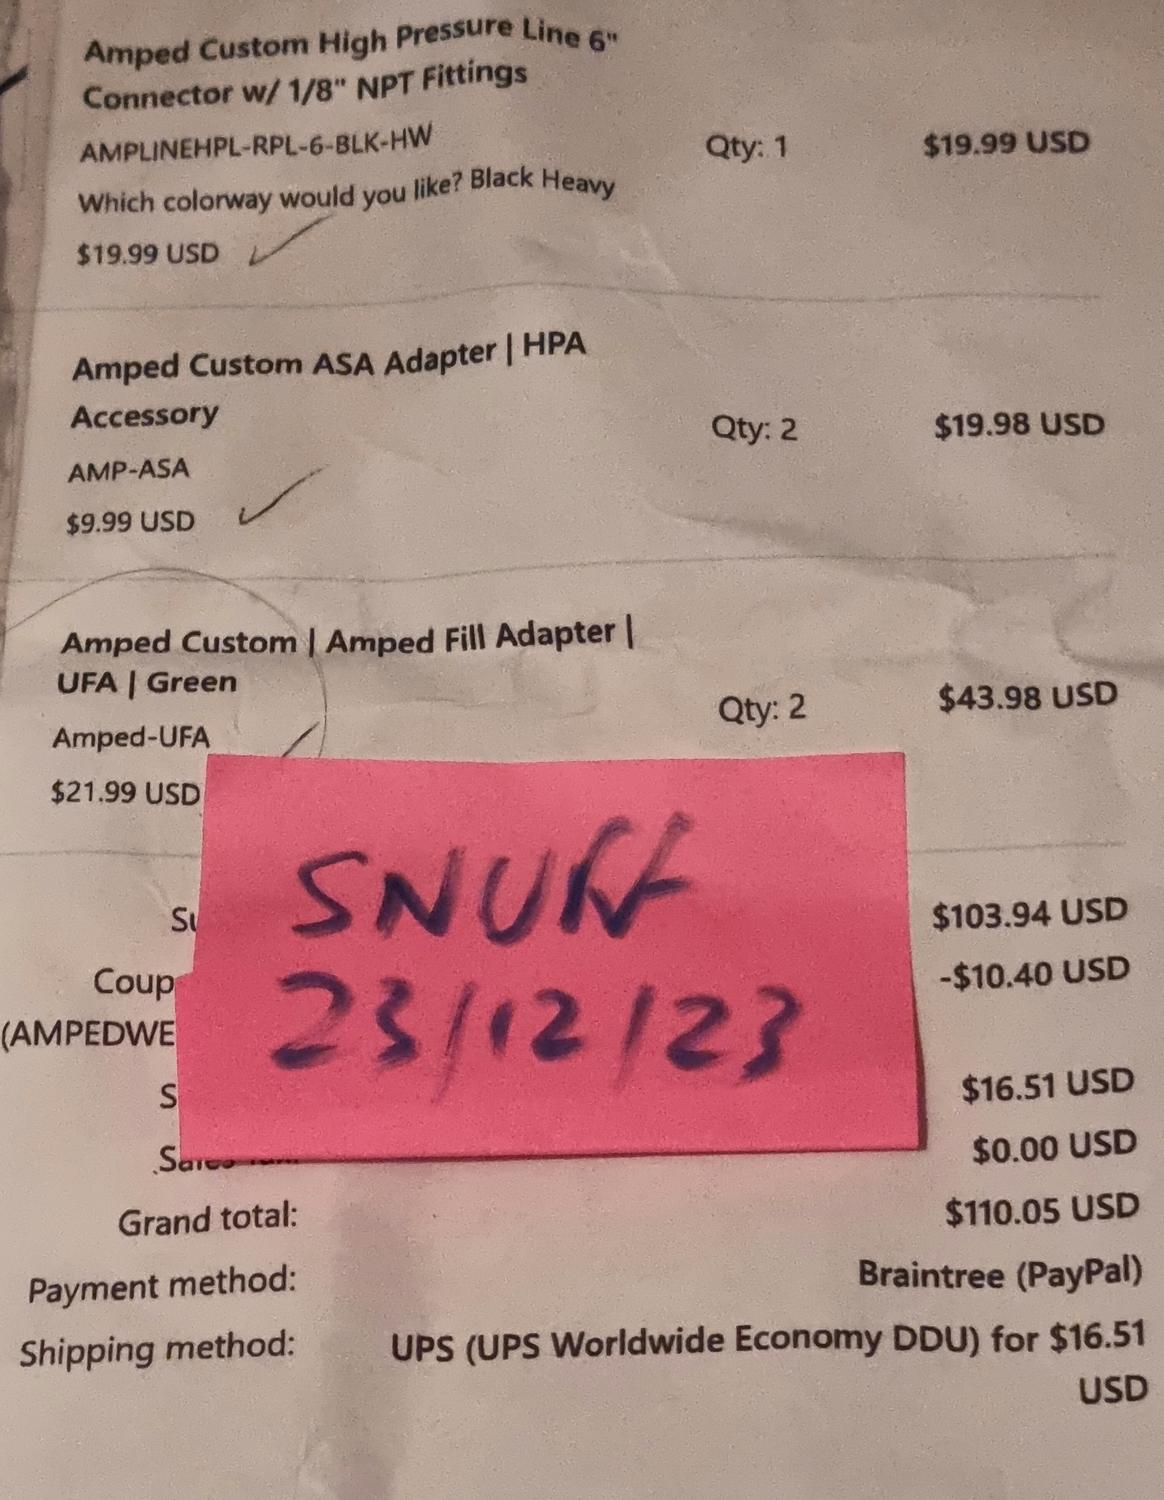 Amped Custom High Pressure Line 6"
Connector w/ 1/8" NPT Fittings
AMPLINEHPL-RPL-6-BLK-HW
Qty: 1
$19.99 USD
Which colorway would you like? Black Heavy
$19.99 USD
Amped Custom ASA Adapter | HPA
Accessory
Qty: 2
$19.98 USD
AMP-ASA
$9.99 USD
Amped Custom | Amped Fill Adapter |
UFA | Green
Qty: 2
$43.98 USD
Amped-UFA
$21.99 USD
SNUFF
23/12/23
$103.94 USD
Coup
-$10.40 USD
(AMPEDWE
$16.51 USD
$0.00 USD
Grand total:
$110.05 USD
Payment method:
Braintree (PayPal)
Shipping method:
UPS (UPS Worldwide Economy DDU) for $16.51
USD